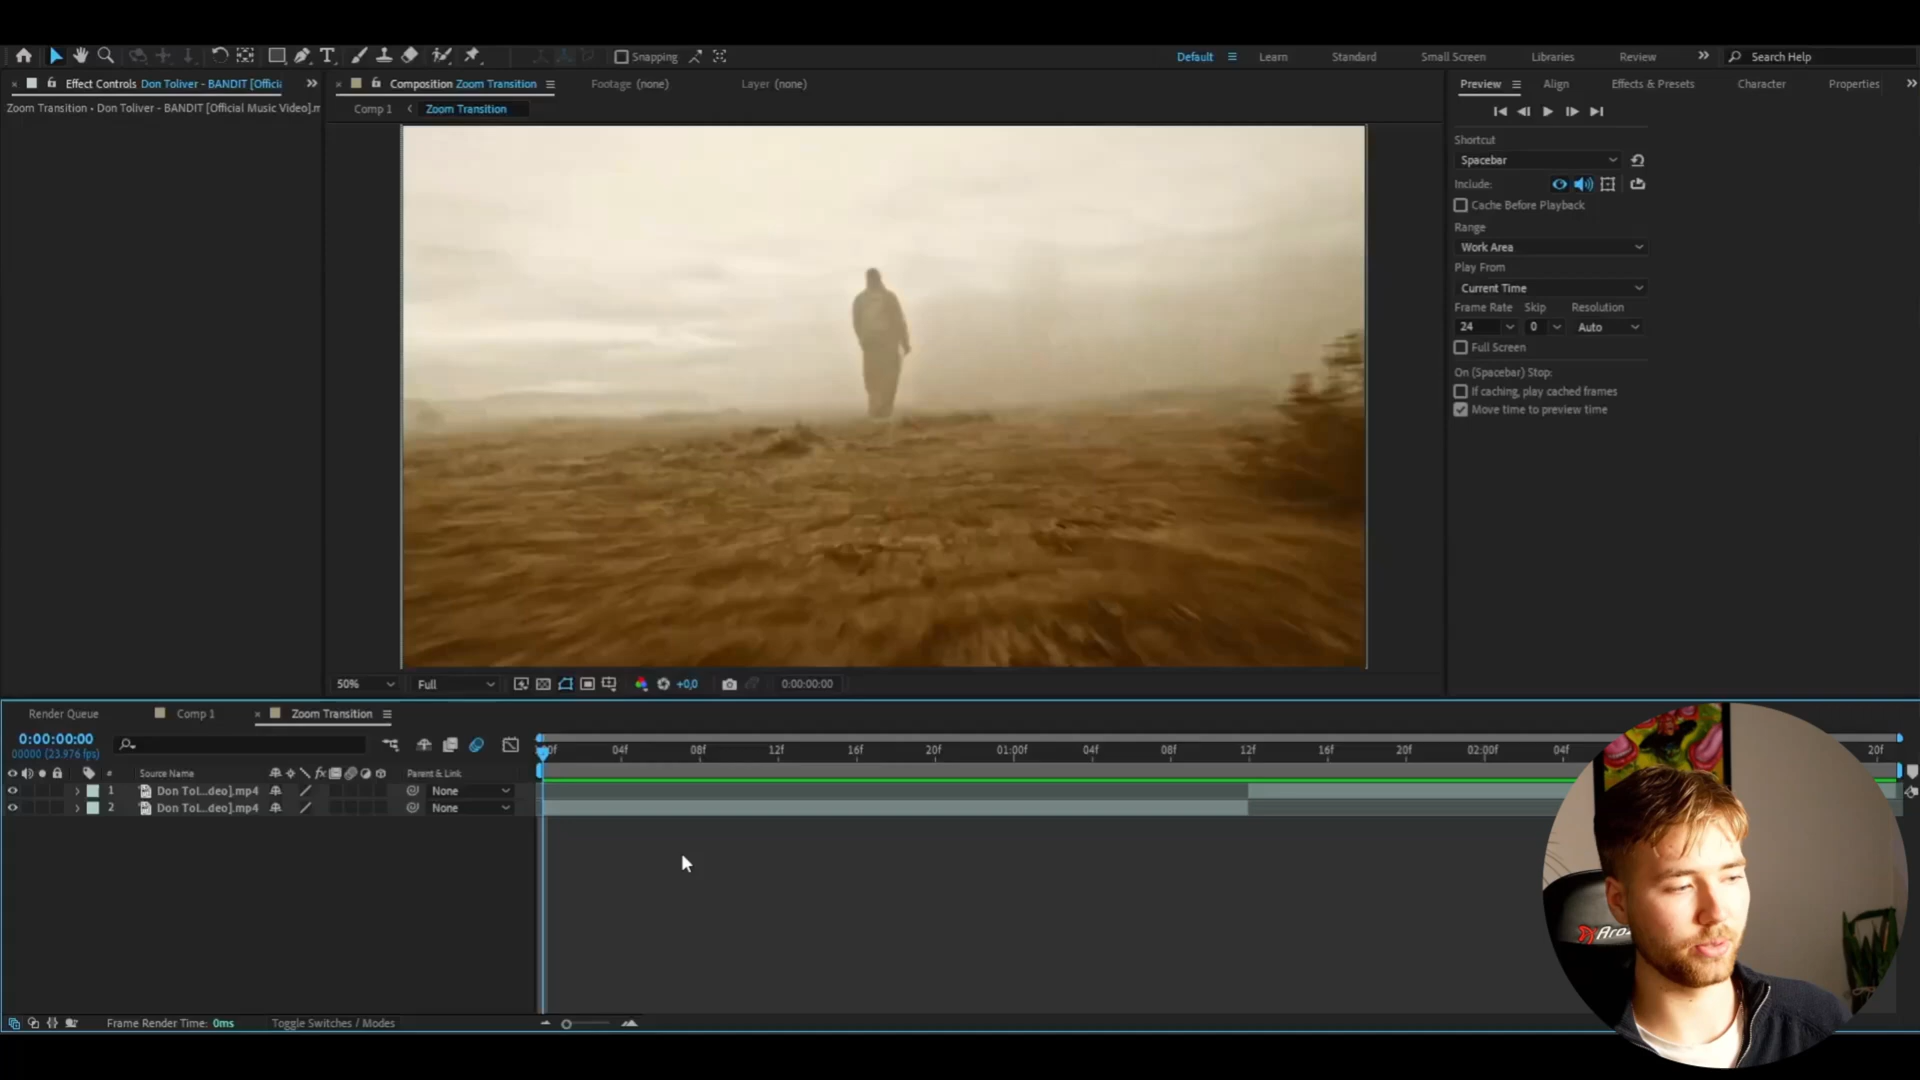 Snapping
Default
Learn
Standard
Small Screen
Libraries
Review
Search Help
Effect Controls Don Toliver - BANDIT [Officia
Composition Zoom Transition
Footage (none)
Layer (none)
Preview
Align
Effects & Presets
Character
Properties
Zoom Transition • Don Toliver - BANDIT [Official Music Video].m
Comp 1
Zoom Transition
Shortcut
Spacebar
Include:
Cache Before Playback
Range
Work Area
Play From
Current Time
Frame Rate Skip Resolution
24 0 Auto
Full Screen
On (Spacebar) Stop:
If caching, play cached frames
Move time to preview time
50% Full +0,0 0:00:00:00
Render Queue
Comp 1
Zoom Transition
0:00:00:00
00000 (23.976 fps)
00f 04f 08f 12f 16f 20f 01:00f 04f 08f 12f 16f 20f 02:00f 04f 20f
# Source Name fx Parent & Link
1 Don Tol...deo].mp4 None
2 Don Tol...deo].mp4 None
Frame Render Time: 0ms
Toggle Switches / Modes